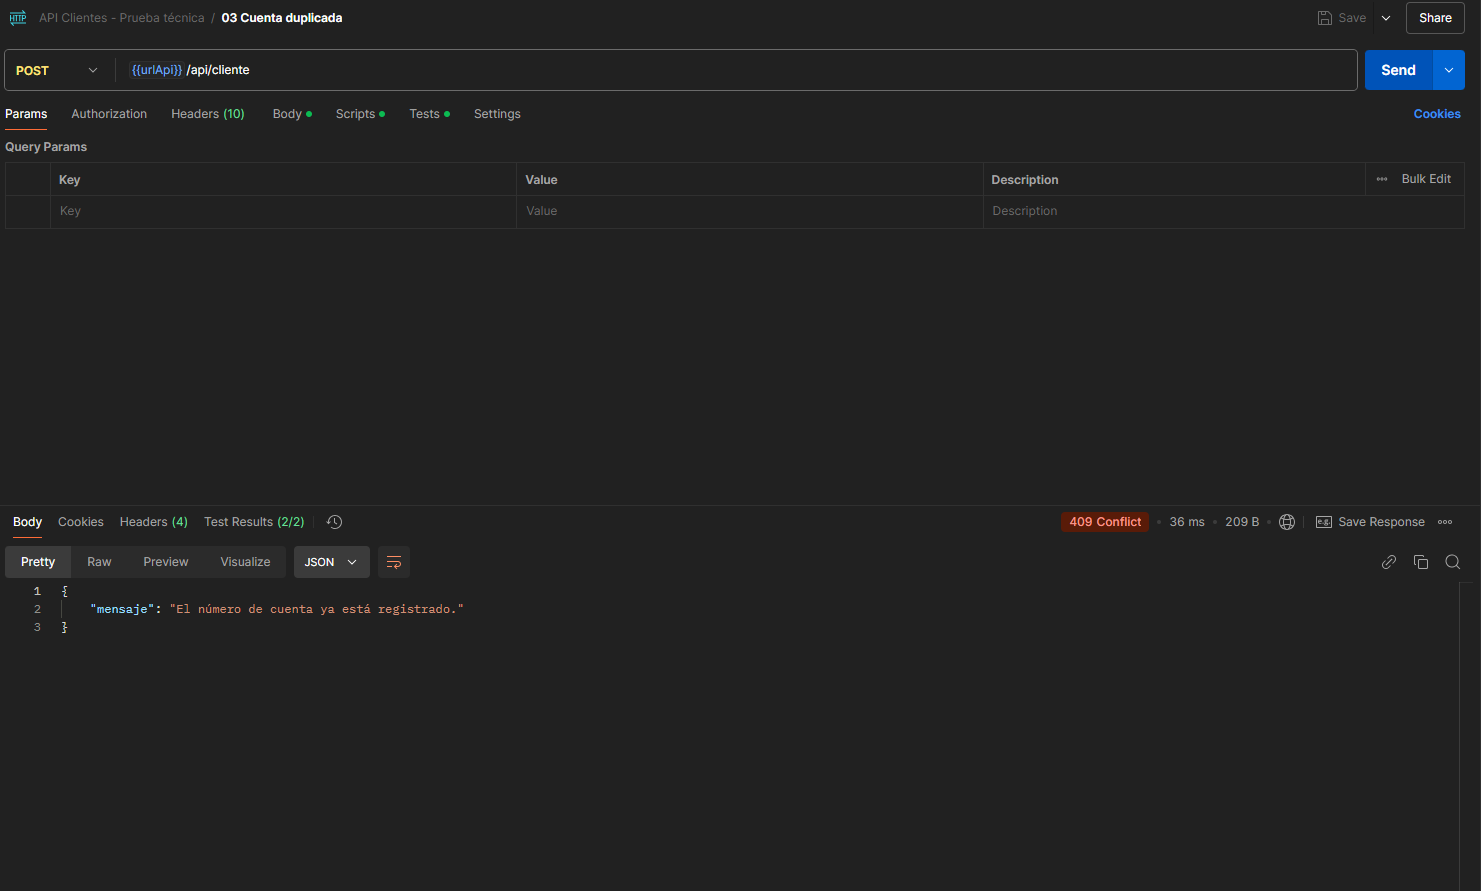 HTTP API Clientes - Prueba técnica / 03 Cuenta duplicada Save Share
POST {{urlApi}} /api/cliente Send
Params Authorization Headers (10) Body Scripts Tests Settings Cookies
Query Params
Key Value Description Bulk Edit
Key Value Description
Body Cookies Headers (4) Test Results (2/2) 409 Conflict 36 ms 209 B e.g. Save Response
Pretty Raw Preview Visualize JSON
1 {
2 "mensaje": "El número de cuenta ya está registrado."
3 }